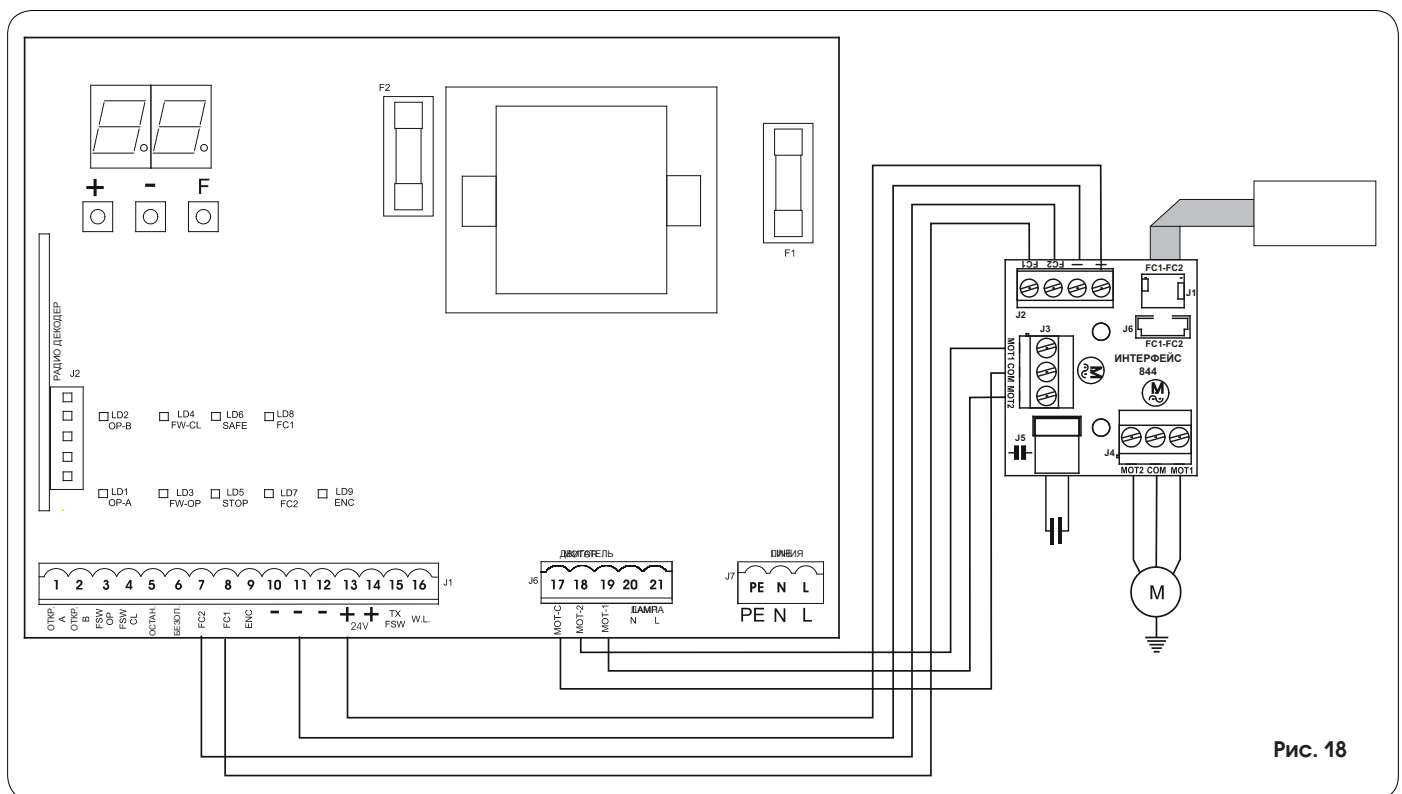 F2
F1
+ - F
РАДИО ДЕКОДЕР
J2
LD2 OP-B
LD4 FW-CL
LD6 SAFE
LD8 FC1
LD1 OP-A
LD3 FW-OP
LD5 STOP
LD7 FC2
LD9 ENC
1 2 3 4 5 6 7 8 9 10 11 12 13 14 15 16
J1
ОТКР. A
ОТКР. B
FSW OP
FSW CL
ОСТАН.
БЕЗОП.
FC2
FC1
ENC
- - - + +
24V
TX FSW
W.L.
J6
17 18 19 20 21
MOT-C
MOT-2
MOT-1
N L
J7
PE N L
PE N L
FC1 FC2 - +
J2
FC1-FC2
J1
J6
FC1-FC2
J3
MOT1 COM MOT2
M
ИНТЕРФЕЙС
844
M
J5
J4
MOT2 COM MOT1
M
Рис. 18